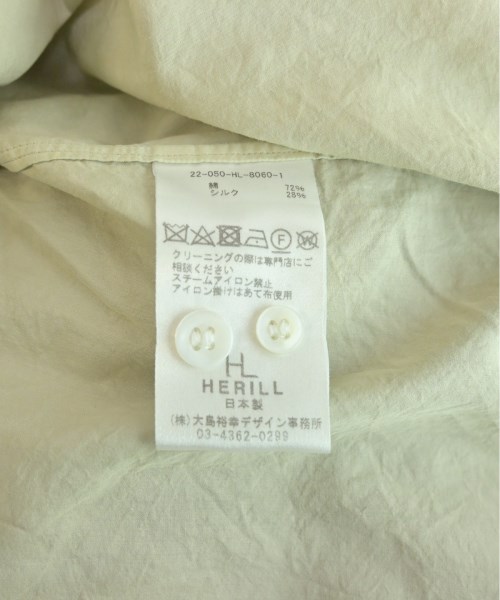 22-050-HL-8060-1
綿 72%
シルク 28%
F
W
クリーニングの際は専門店にご
相談ください
スチームアイロン禁止
アイロン掛けはあて布使用
HL
HERILL
日本製
(株)大島裕幸デザイン事務所
03-4362-0299